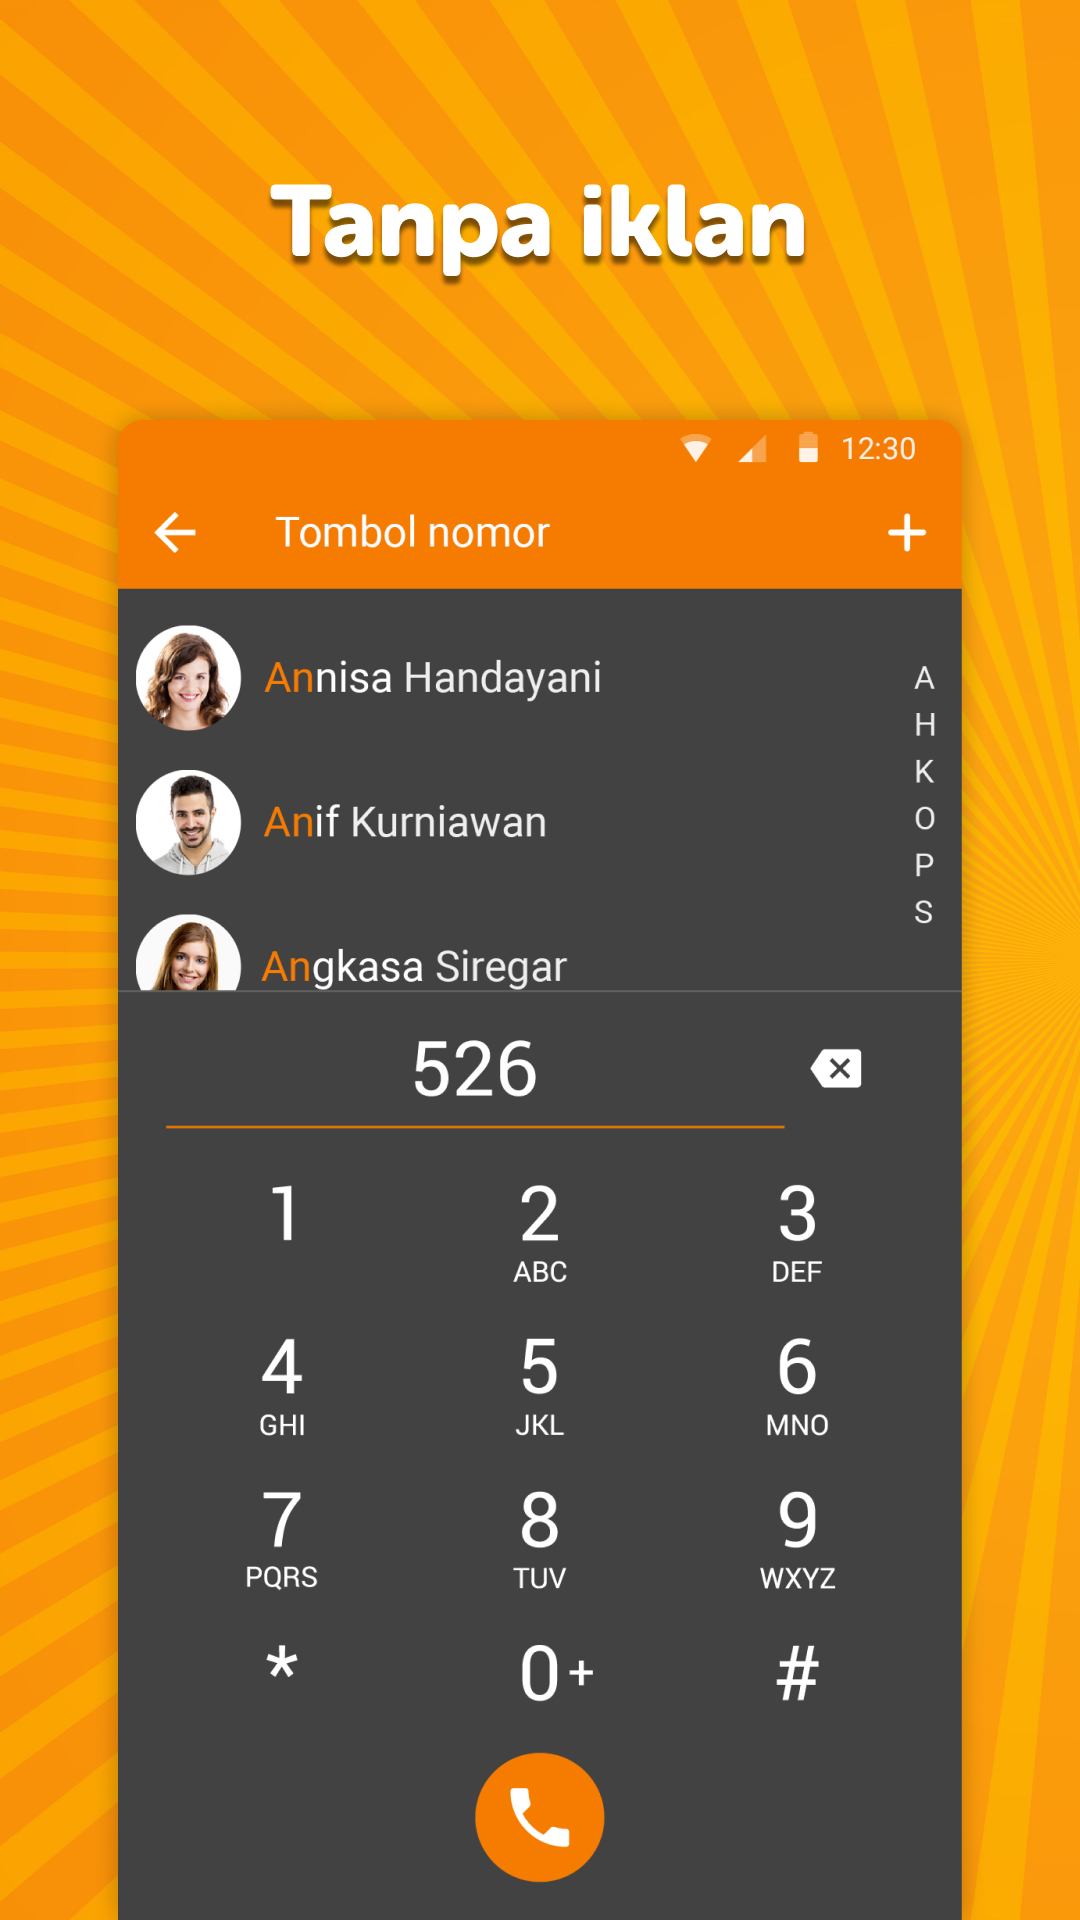 Tanpa iklan
12:30
Tombol nomor
Annisa Handayani
Anif Kurniawan
Angkasa Siregar
A
H
K
O
P
S
526
1 2 3
ABC DEF
4 5 6
GHI JKL MNO
7 8 9
PQRS TUV WXYZ
* 0 + #